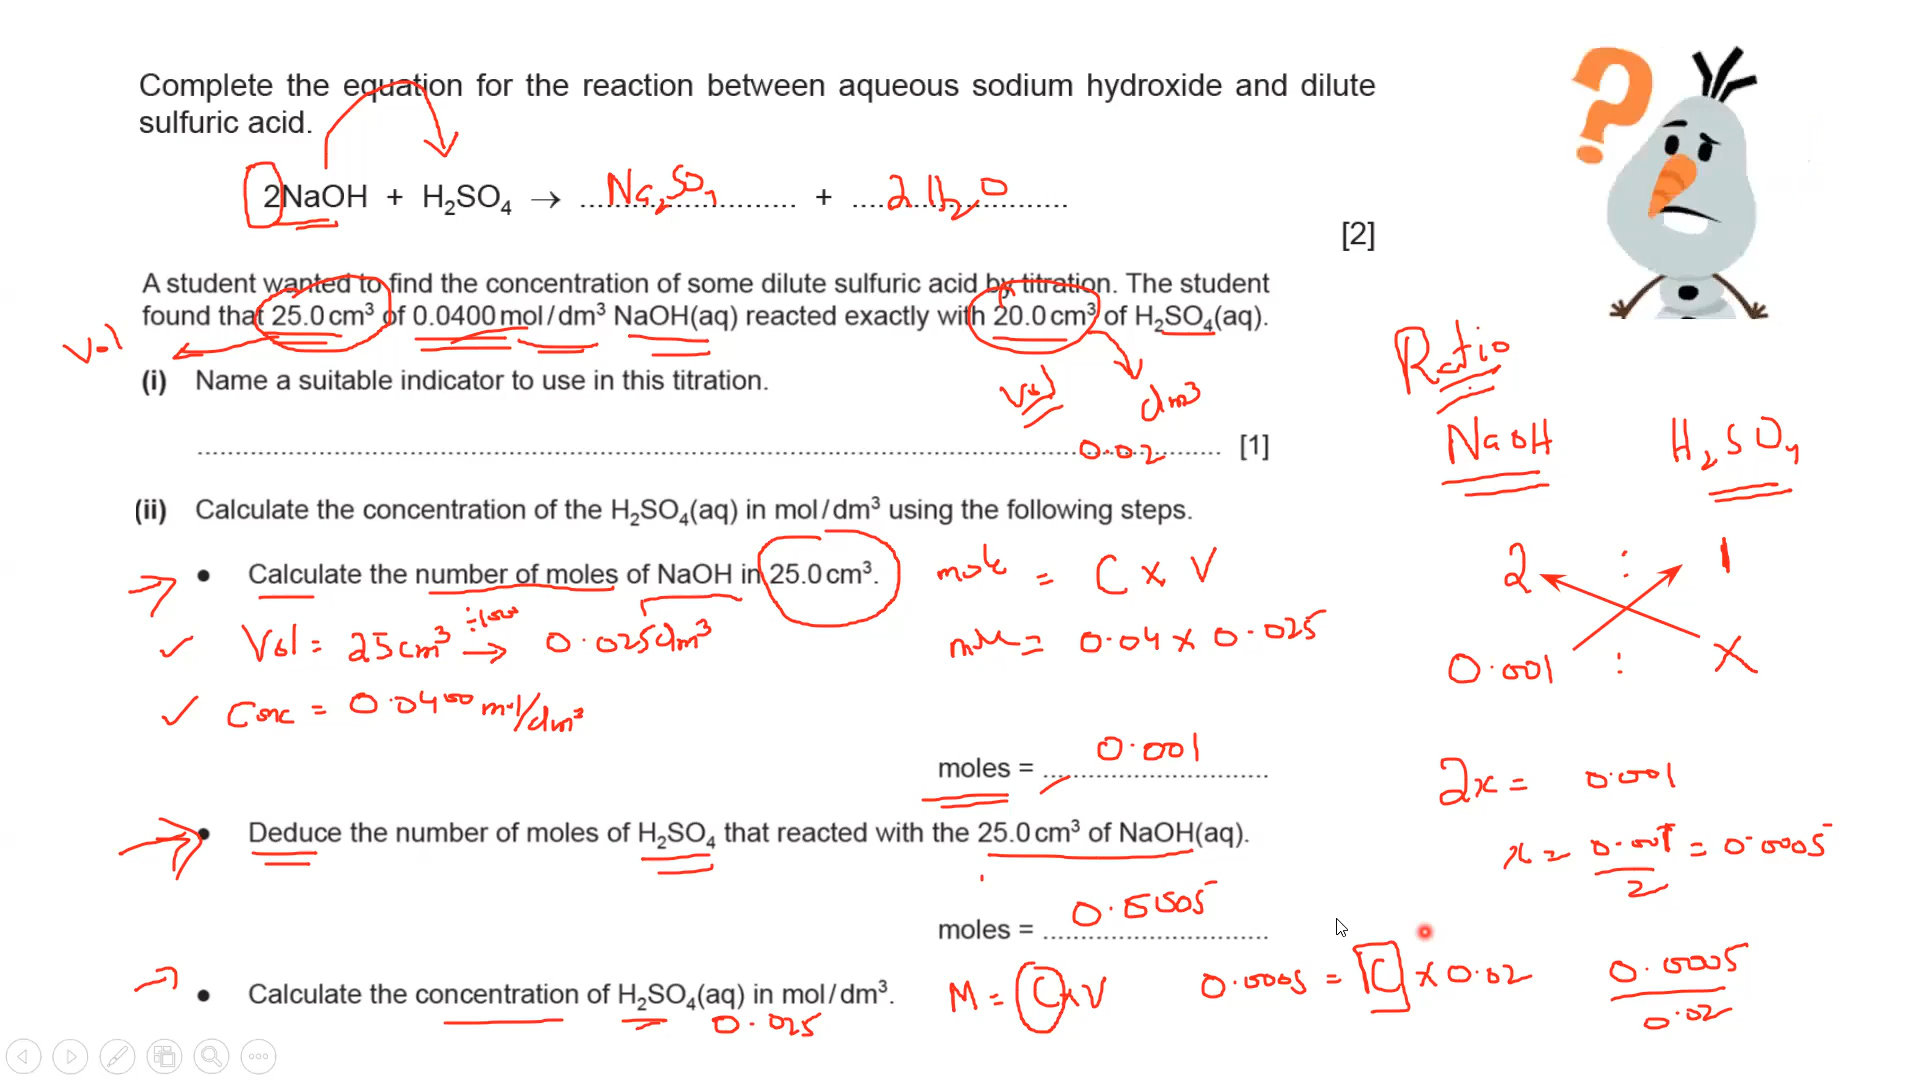 Complete the equation for the reaction between aqueous sodium hydroxide and dilute
sulfuric acid.
2NaOH + H₂SO₄ → ...Na₂SO₄... + ...2H₂O...
[2]
A student wanted to find the concentration of some dilute sulfuric acid by titration. The student
found that 25.0 cm³ of 0.0400 mol/dm³ NaOH(aq) reacted exactly with 20.0 cm³ of H₂SO₄(aq).
Vol
(i) Name a suitable indicator to use in this titration.
Vol dm³
0.02
[1]
Ratio
NaOH H₂SO₄
2 : 1
0.001 : x
2x = 0.001
x = 0.001/2 = 0.0005
(ii) Calculate the concentration of the H₂SO₄(aq) in mol/dm³ using the following steps.
• Calculate the number of moles of NaOH in 25.0 cm³.
mole = C x V
Vol = 25cm³ ÷1000 → 0.025dm³
mole = 0.04 x 0.025
Conc = 0.0400 mol/dm³
moles = 0.001
• Deduce the number of moles of H₂SO₄ that reacted with the 25.0 cm³ of NaOH(aq).
moles = 0.0005
• Calculate the concentration of H₂SO₄(aq) in mol/dm³.
M = C x V
0.0005 = C x 0.02
0.0005/0.02
0.025